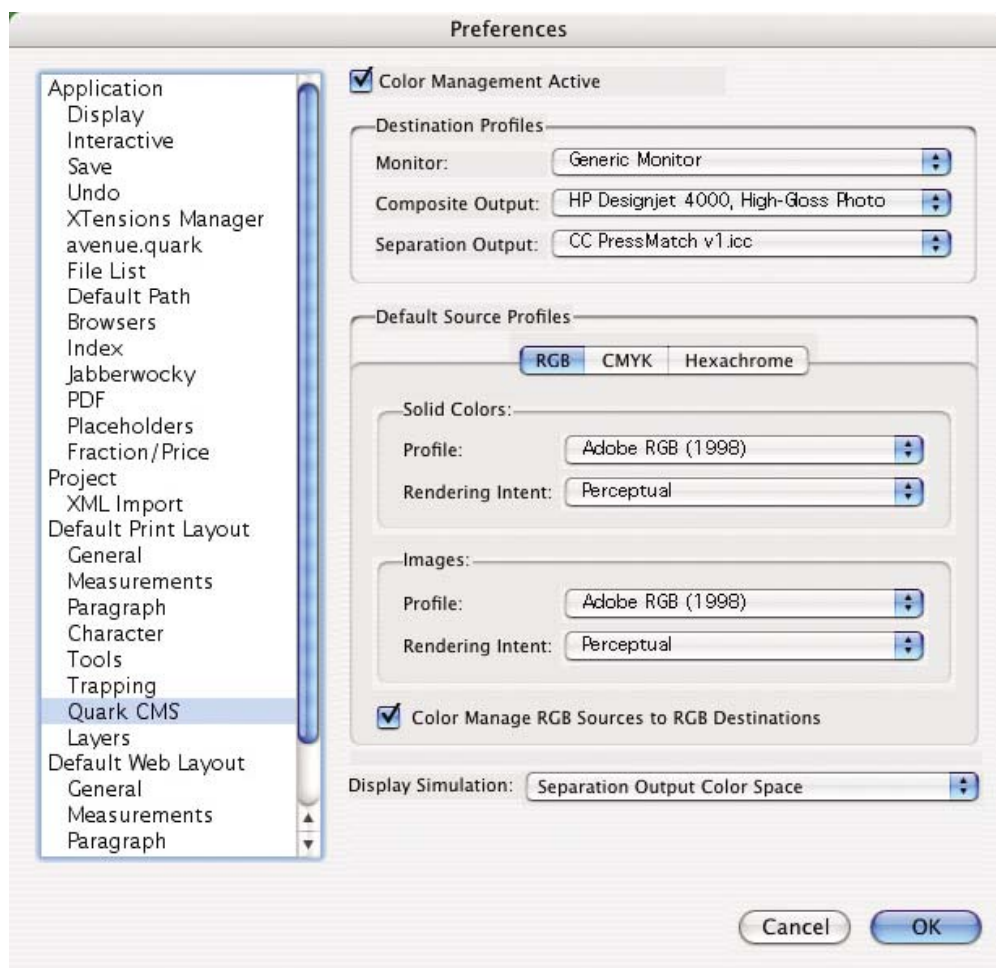 Preferences
Application
Display
Interactive
Save
Undo
XTensions Manager
avenue.quark
File List
Default Path
Browsers
Index
Jabberwocky
PDF
Placeholders
Fraction/Price
Project
XML Import
Default Print Layout
General
Measurements
Paragraph
Character
Tools
Trapping
Quark CMS
Layers
Default Web Layout
General
Measurements
Paragraph
Color Management Active
Destination Profiles
Monitor: Generic Monitor
Composite Output: HP Designjet 4000, High-Gloss Photo
Separation Output: CC PressMatch v1.icc
Default Source Profiles
RGB CMYK Hexachrome
Solid Colors:
Profile: Adobe RGB (1998)
Rendering Intent: Perceptual
Images:
Profile: Adobe RGB (1998)
Rendering Intent: Perceptual
Color Manage RGB Sources to RGB Destinations
Display Simulation: Separation Output Color Space
Cancel OK